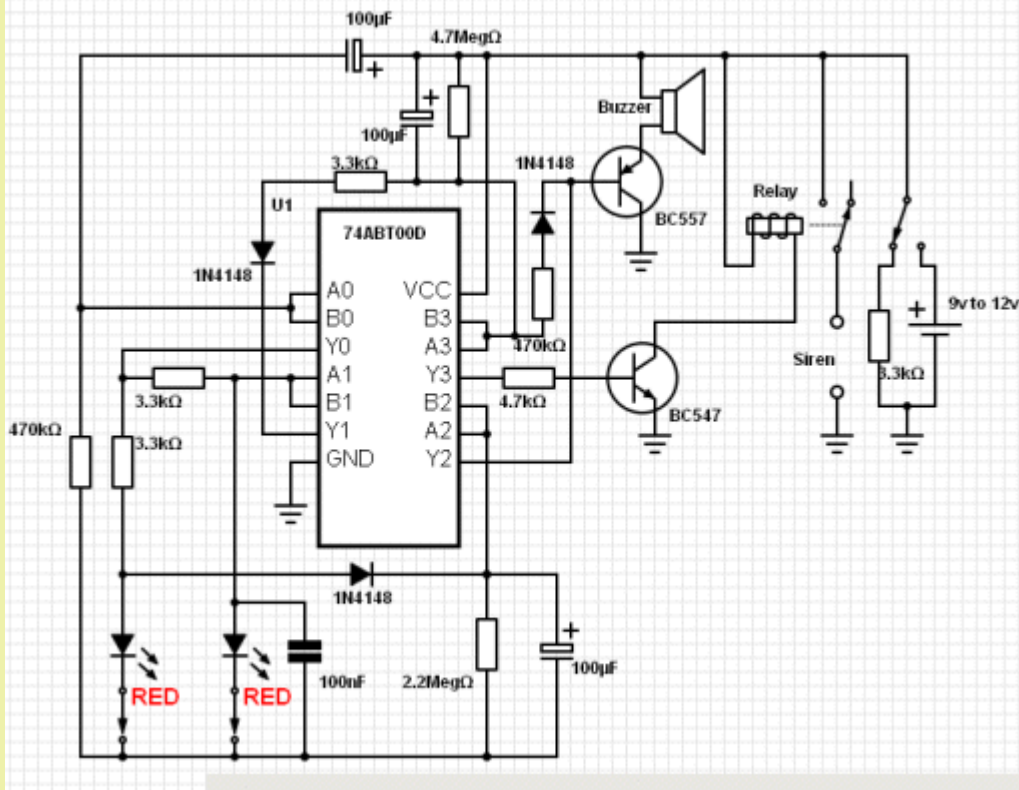 100µF
4.7MegΩ
Buzzer
100µF
3.3kΩ
1N4148
U1
BC557
Relay
74ABT00D
1N4148
A0
VCC
B0
B3
9v to 12v
Y0
A3
470kΩ
Siren
A1
Y3
3.3kΩ
3.3kΩ
4.7kΩ
B1
B2
BC547
470kΩ
3.3kΩ
Y1
A2
GND
Y2
1N4148
100nF
2.2MegΩ
100µF
RED
RED